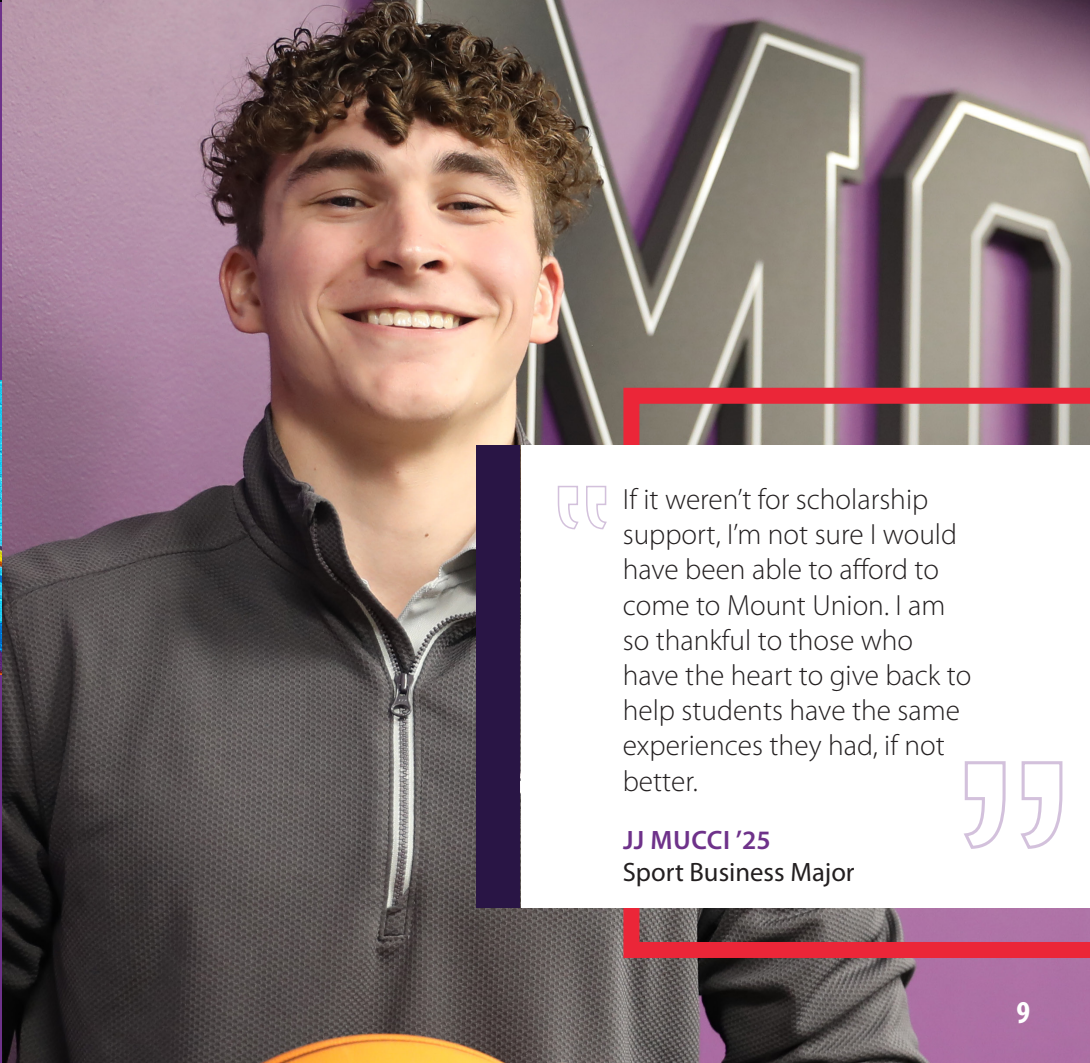 MO
If it weren’t for scholarship
support, I’m not sure I would
have been able to afford to
come to Mount Union. I am
so thankful to those who
have the heart to give back to
help students have the same
experiences they had, if not
better.
JJ MUCCI ’25
Sport Business Major
9